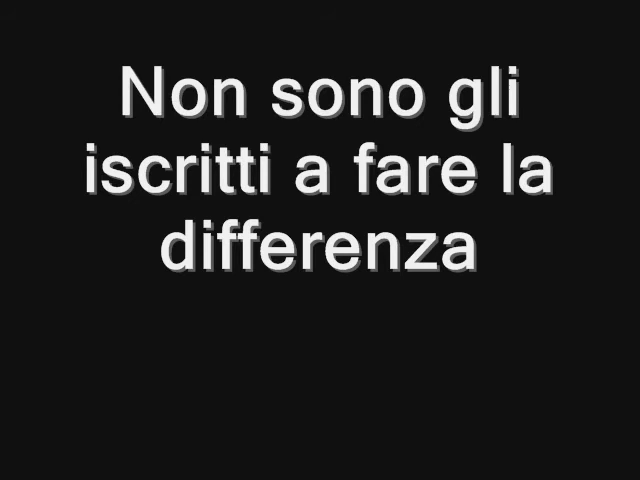 Non sono gli
iscritti a fare la
differenza